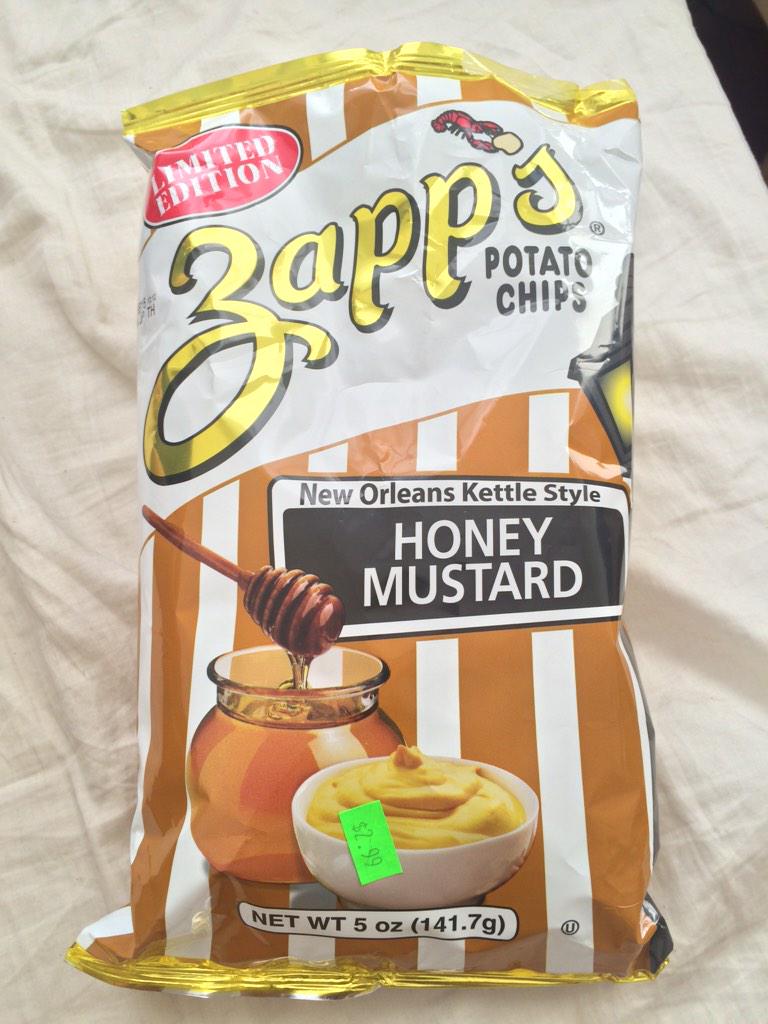 LIMITED
EDITION
Zapp's®
POTATO
CHIPS
New Orleans Kettle Style
HONEY
MUSTARD
$2.99
NET WT 5 oz (141.7g)
U